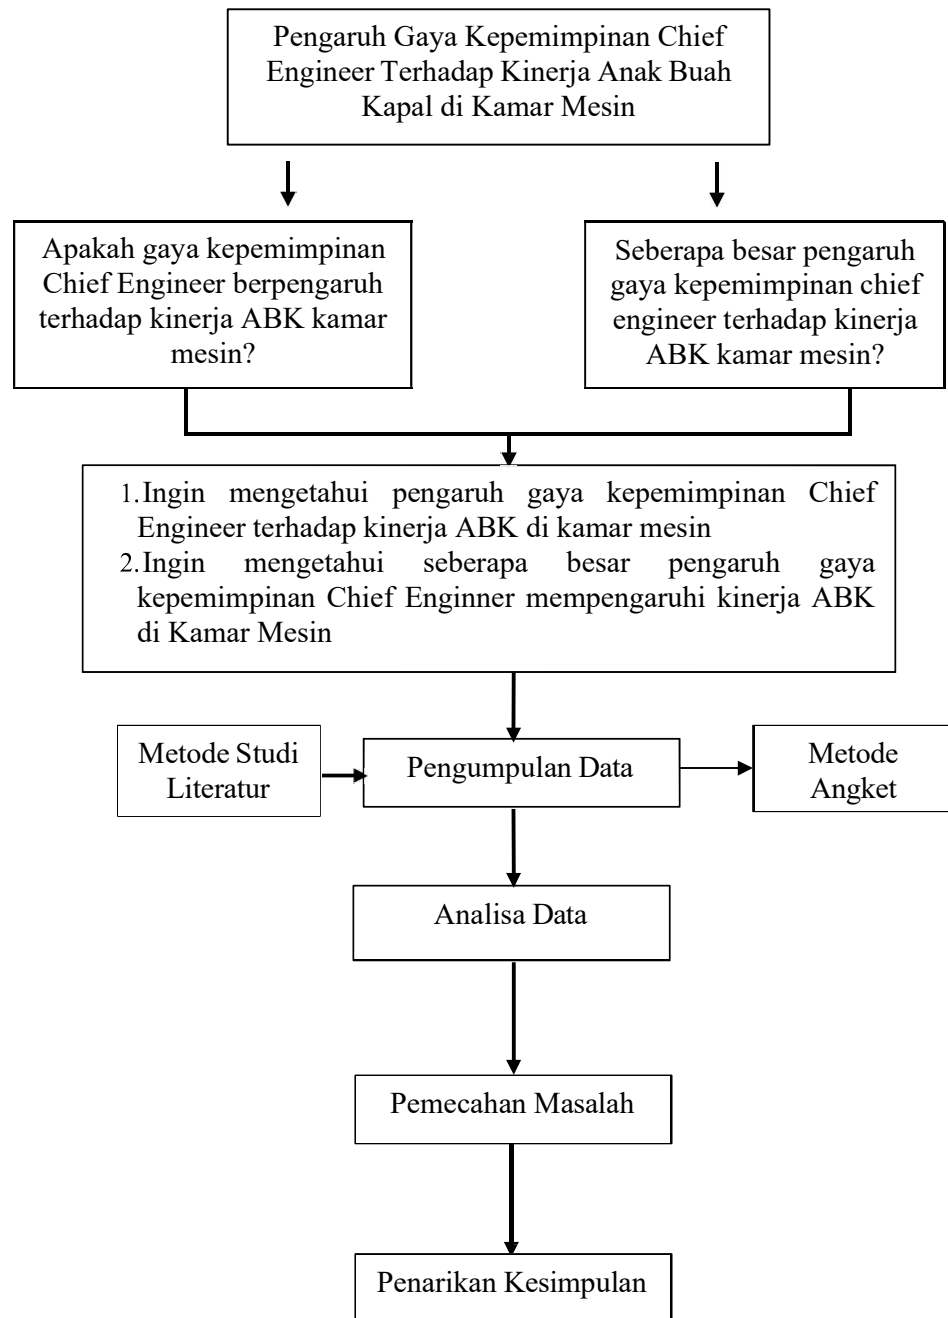 Pengaruh Gaya Kepemimpinan Chief
Engineer Terhadap Kinerja Anak Buah
Kapal di Kamar Mesin
Apakah gaya kepemimpinan
Chief Engineer berpengaruh
terhadap kinerja ABK kamar
mesin?
Seberapa besar pengaruh
gaya kepemimpinan chief
engineer terhadap kinerja
ABK kamar mesin?
1. Ingin mengetahui pengaruh gaya kepemimpinan Chief
Engineer terhadap kinerja ABK di kamar mesin
2. Ingin mengetahui seberapa besar pengaruh gaya
kepemimpinan Chief Enginner mempengaruhi kinerja ABK
di Kamar Mesin
Metode Studi
Literatur
Pengumpulan Data
Metode
Angket
Analisa Data
Pemecahan Masalah
Penarikan Kesimpulan